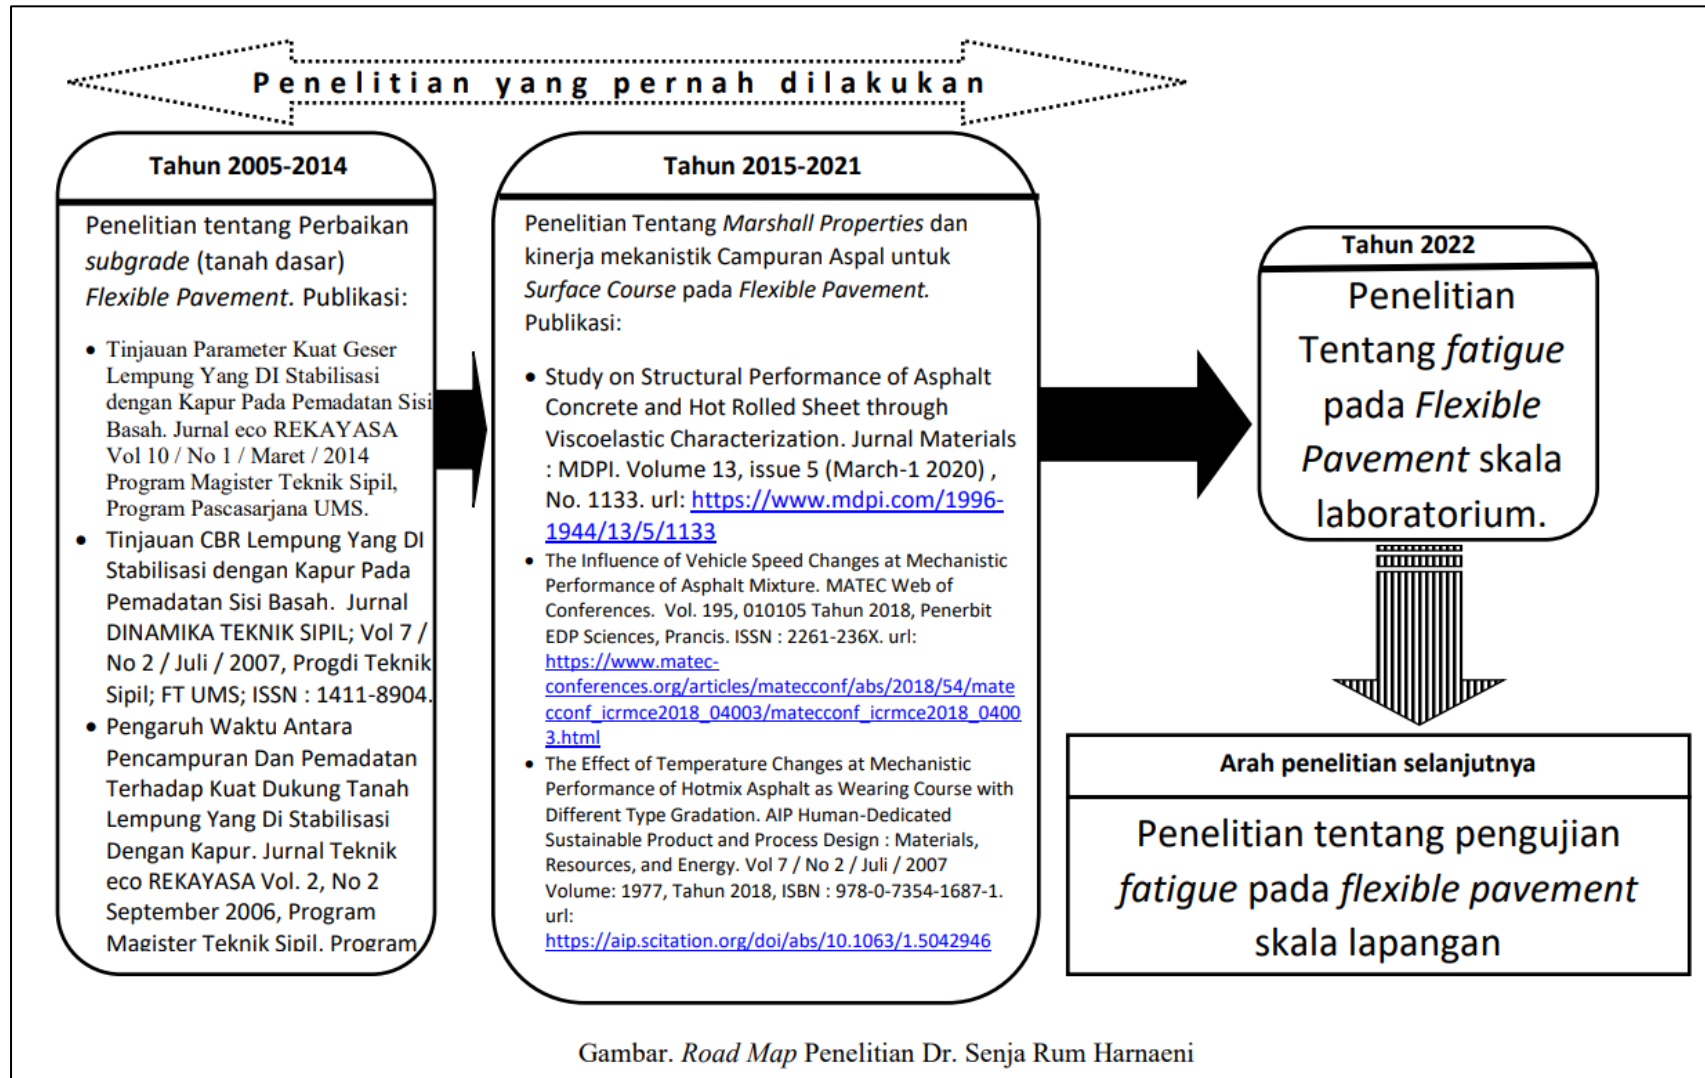 Penelitian yang pernah dilakukan
Tahun 2005-2014
Penelitian tentang Perbaikan
subgrade (tanah dasar)
Flexible Pavement. Publikasi:
• Tinjauan Parameter Kuat Geser
Lempung Yang DI Stabilisasi
dengan Kapur Pada Pemadatan Sisi
Basah. Jurnal eco REKAYASA
Vol 10 / No 1 / Maret / 2014
Program Magister Teknik Sipil,
Program Pascasarjana UMS.
• Tinjauan CBR Lempung Yang DI
Stabilisasi dengan Kapur Pada
Pemadatan Sisi Basah. Jurnal
DINAMIKA TEKNIK SIPIL; Vol 7 /
No 2 / Juli / 2007, Progdi Teknik
Sipil; FT UMS; ISSN : 1411-8904.
• Pengaruh Waktu Antara
Pencampuran Dan Pemadatan
Terhadap Kuat Dukung Tanah
Lempung Yang Di Stabilisasi
Dengan Kapur. Jurnal Teknik
eco REKAYASA Vol. 2, No 2
September 2006, Program
Magister Teknik Sipil. Program
Tahun 2015-2021
Penelitian Tentang Marshall Properties dan
kinerja mekanistik Campuran Aspal untuk
Surface Course pada Flexible Pavement.
Publikasi:
• Study on Structural Performance of Asphalt
Concrete and Hot Rolled Sheet through
Viscoelastic Characterization. Jurnal Materials
: MDPI. Volume 13, issue 5 (March-1 2020) ,
No. 1133. url: https://www.mdpi.com/1996-
1944/13/5/1133
• The Influence of Vehicle Speed Changes at Mechanistic
Performance of Asphalt Mixture. MATEC Web of
Conferences. Vol. 195, 010105 Tahun 2018, Penerbit
EDP Sciences, Prancis. ISSN : 2261-236X. url:
https://www.matec-
conferences.org/articles/matecconf/abs/2018/54/mate
cconf_icrmce2018_04003/matecconf_icrmce2018_0400
3.html
• The Effect of Temperature Changes at Mechanistic
Performance of Hotmix Asphalt as Wearing Course with
Different Type Gradation. AIP Human-Dedicated
Sustainable Product and Process Design : Materials,
Resources, and Energy. Vol 7 / No 2 / Juli / 2007
Volume: 1977, Tahun 2018, ISBN : 978-0-7354-1687-1.
url:
https://aip.scitation.org/doi/abs/10.1063/1.5042946
Tahun 2022
Penelitian
Tentang fatigue
pada Flexible
Pavement skala
laboratorium.
Arah penelitian selanjutnya
Penelitian tentang pengujian
fatigue pada flexible pavement
skala lapangan
Gambar. Road Map Penelitian Dr. Senja Rum Harnaeni